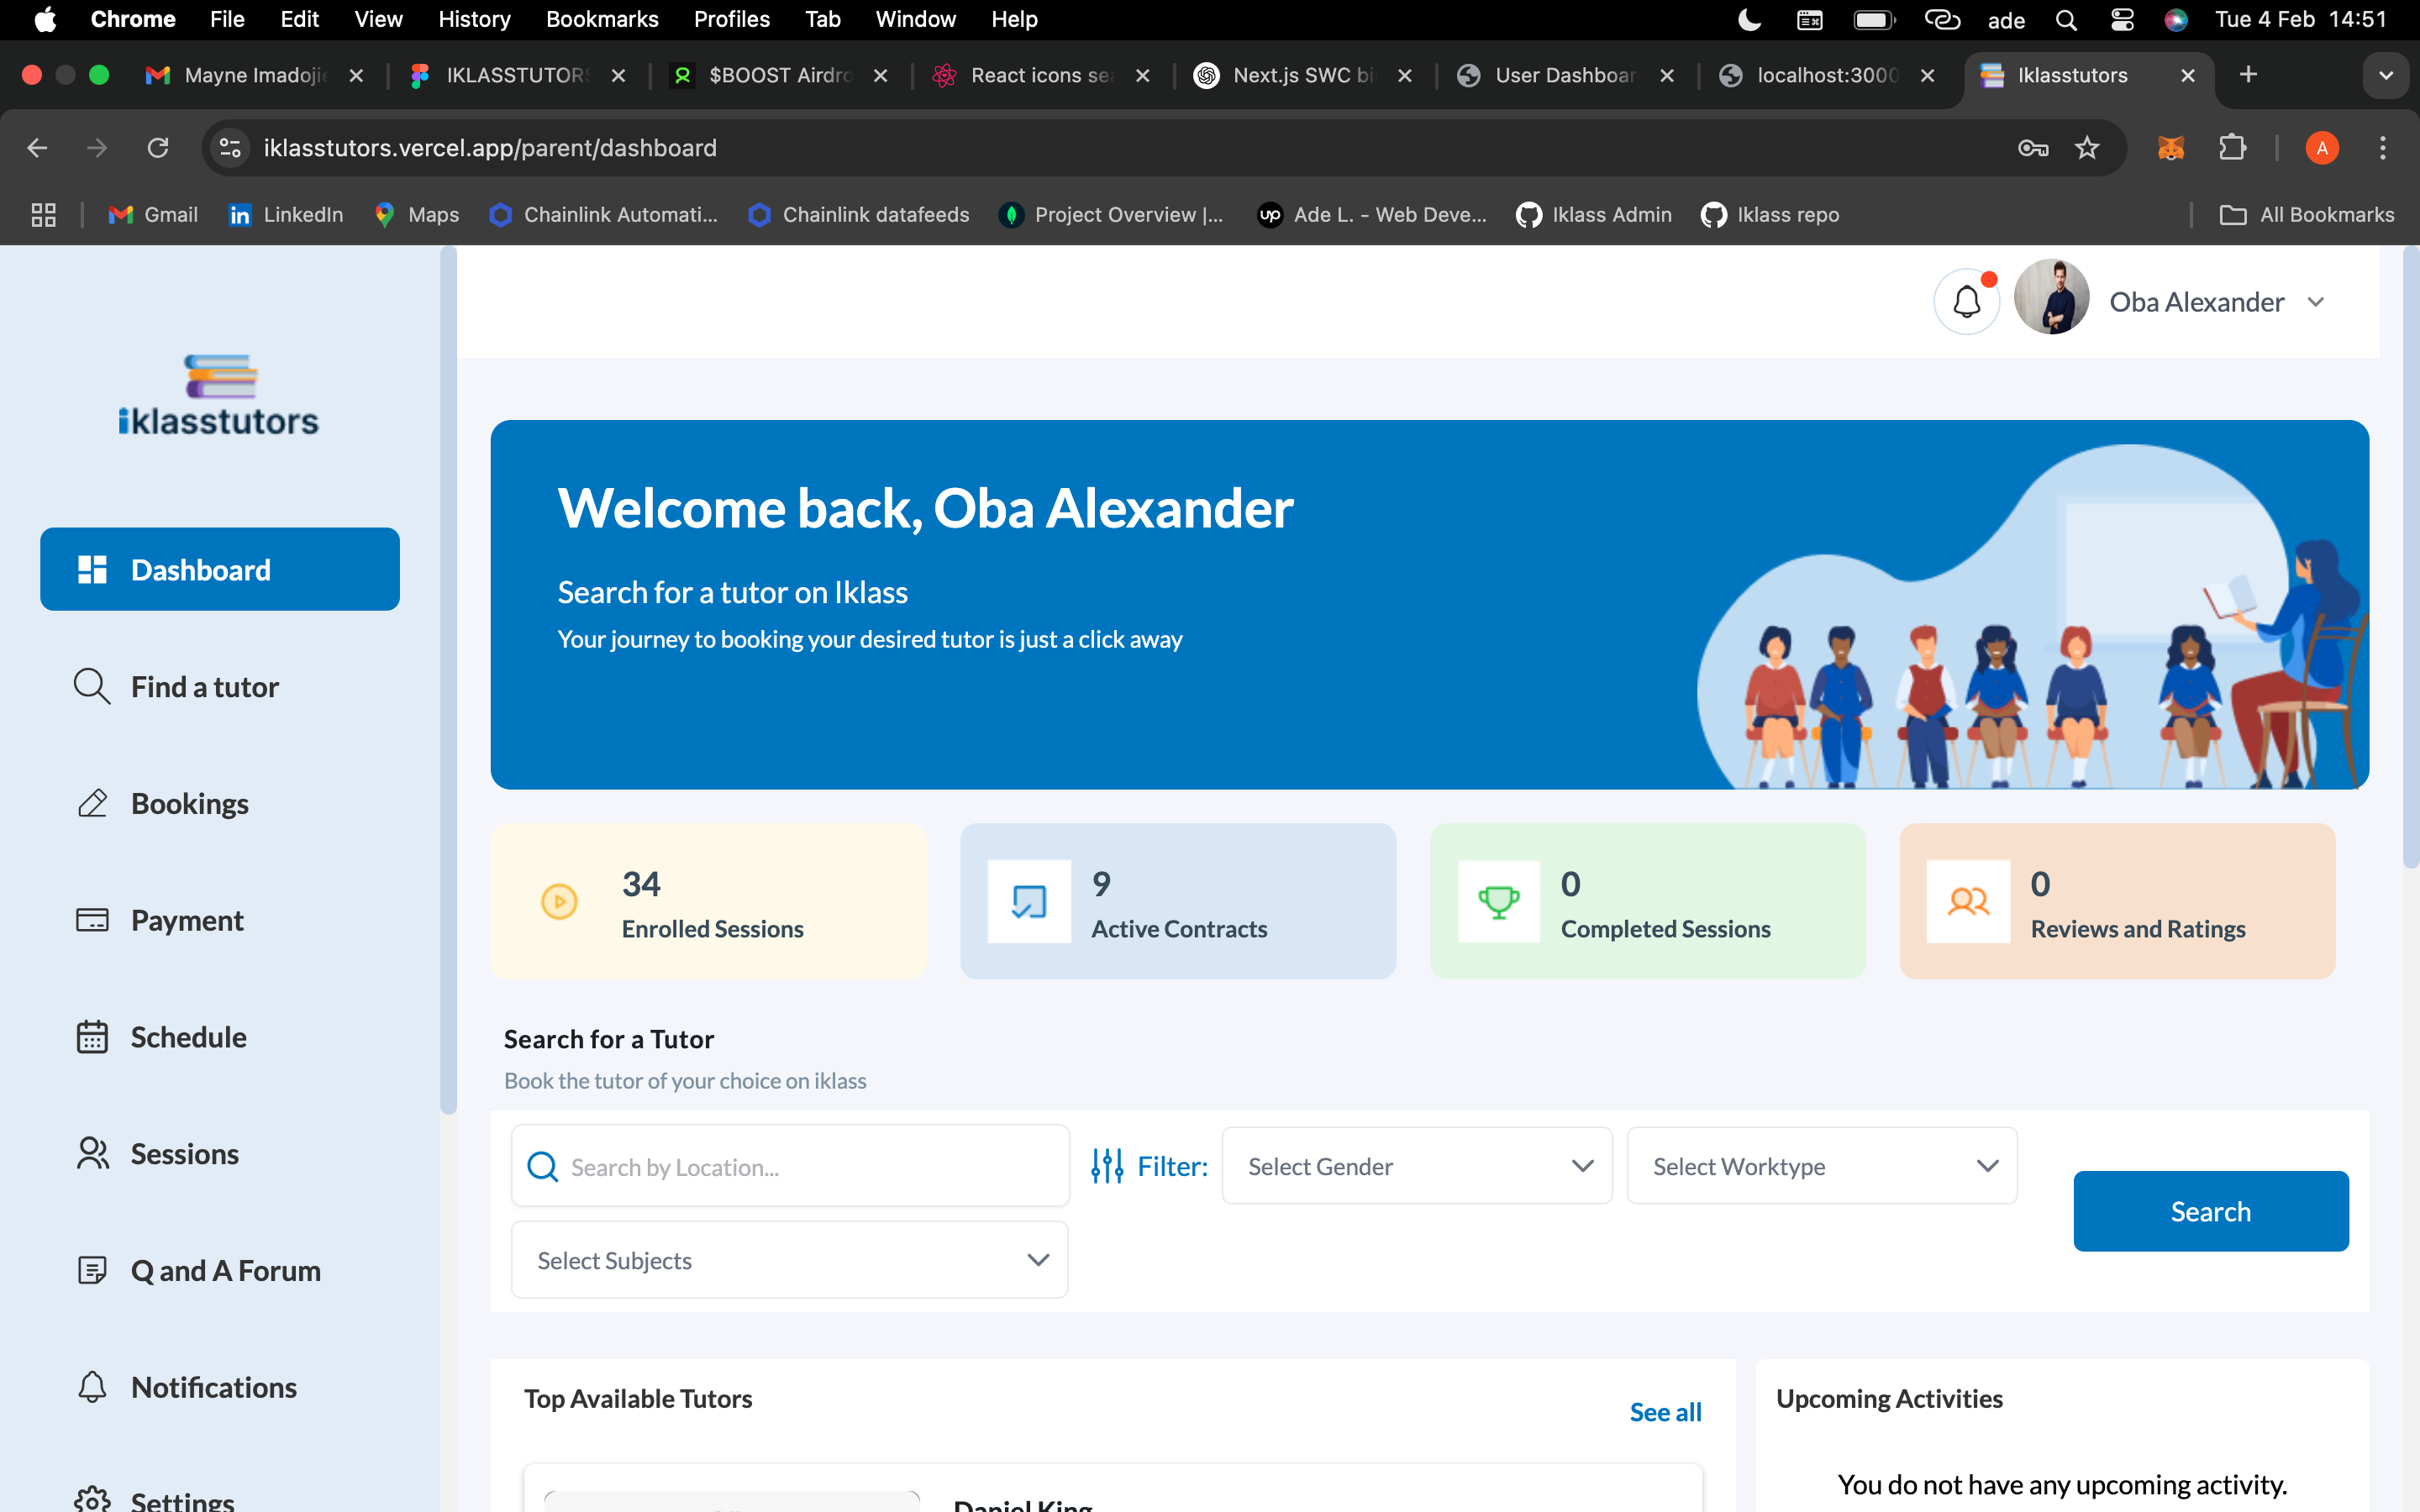 Chrome File Edit View History Bookmarks Profiles Tab Window Help ade Tue 4 Feb 14:51
Mayne Imadojie IKLASSTUTORS $BOOST Airdro React icons sea Next.js SWC bi User Dashboar localhost:3000 Iklasstutors
iklasstutors.vercel.app/parent/dashboard A
Gmail LinkedIn Maps Chainlink Automati... Chainlink datafeeds Project Overview |... up Ade L. - Web Deve... Iklass Admin Iklass repo All Bookmarks
Oba Alexander
iklasstutors
Dashboard
Find a tutor
Bookings
Payment
Schedule
Sessions
Q and A Forum
Notifications
Settings
Welcome back, Oba Alexander
Search for a tutor on Iklass
Your journey to booking your desired tutor is just a click away
34
Enrolled Sessions
9
Active Contracts
0
Completed Sessions
0
Reviews and Ratings
Search for a Tutor
Book the tutor of your choice on iklass
Search by Location... Filter: Select Gender Select Worktype
Search
Select Subjects
Top Available Tutors
See all
Daniel King
Upcoming Activities
You do not have any upcoming activity.